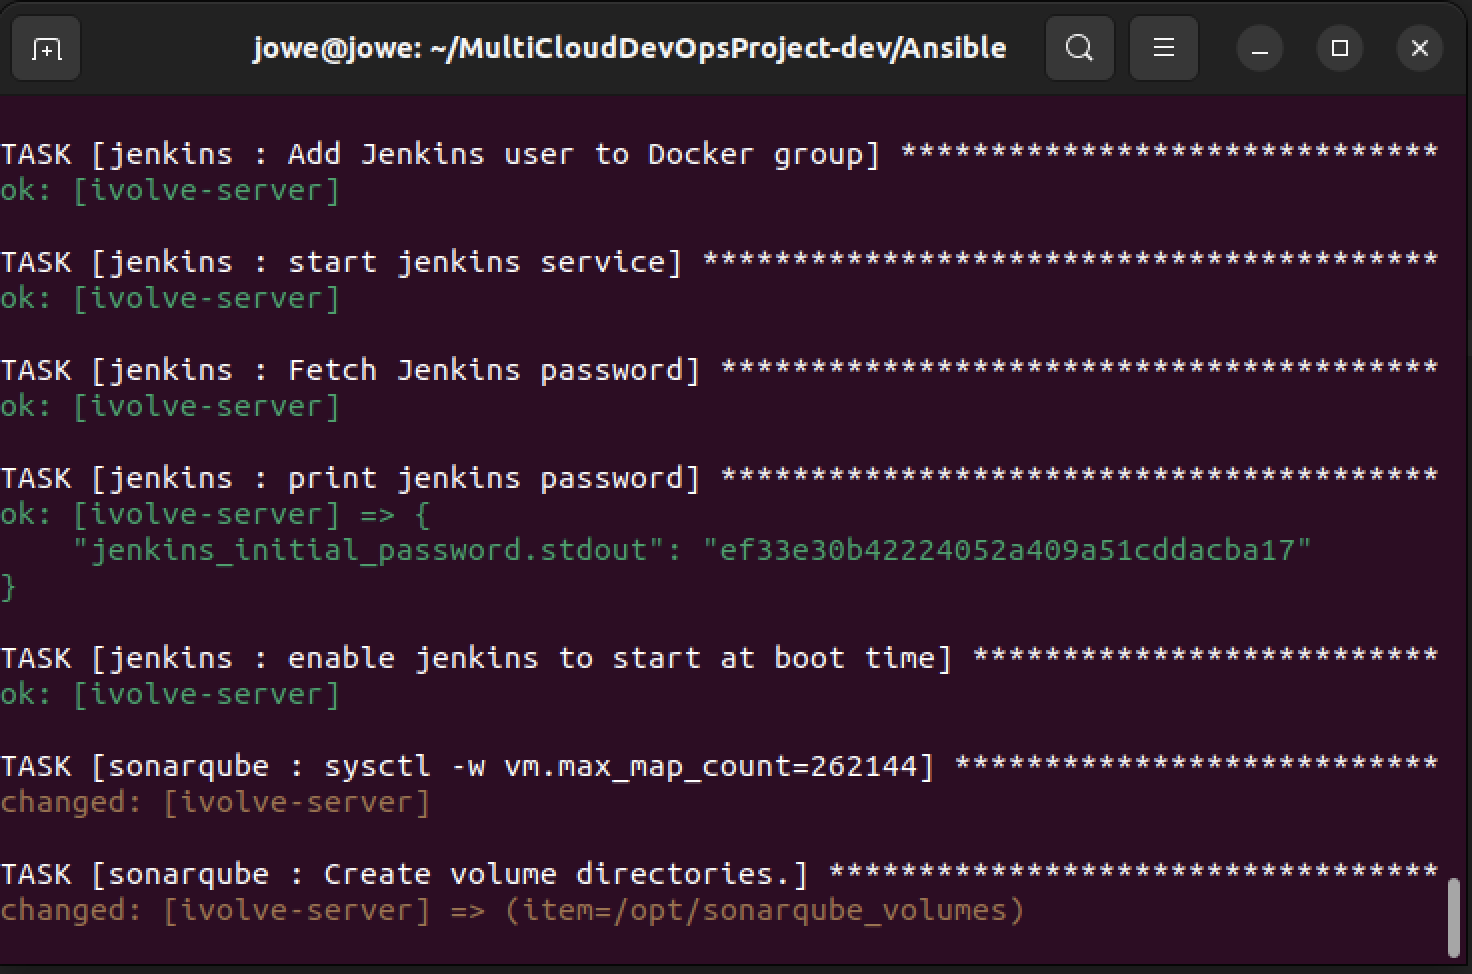 jowe@jowe: ~/MultiCloudDevOpsProject-dev/Ansible
TASK [jenkins : Add Jenkins user to Docker group] ******************************
ok: [ivolve-server]
TASK [jenkins : start jenkins service] *****************************************
ok: [ivolve-server]
TASK [jenkins : Fetch Jenkins password] ****************************************
ok: [ivolve-server]
TASK [jenkins : print jenkins password] ****************************************
ok: [ivolve-server] => {
    "jenkins_initial_password.stdout": "ef33e30b42224052a409a51cddacba17"
}
TASK [jenkins : enable jenkins to start at boot time] **************************
ok: [ivolve-server]
TASK [sonarqube : sysctl -w vm.max_map_count=262144] ***************************
changed: [ivolve-server]
TASK [sonarqube : Create volume directories.] **********************************
changed: [ivolve-server] => (item=/opt/sonarqube_volumes)